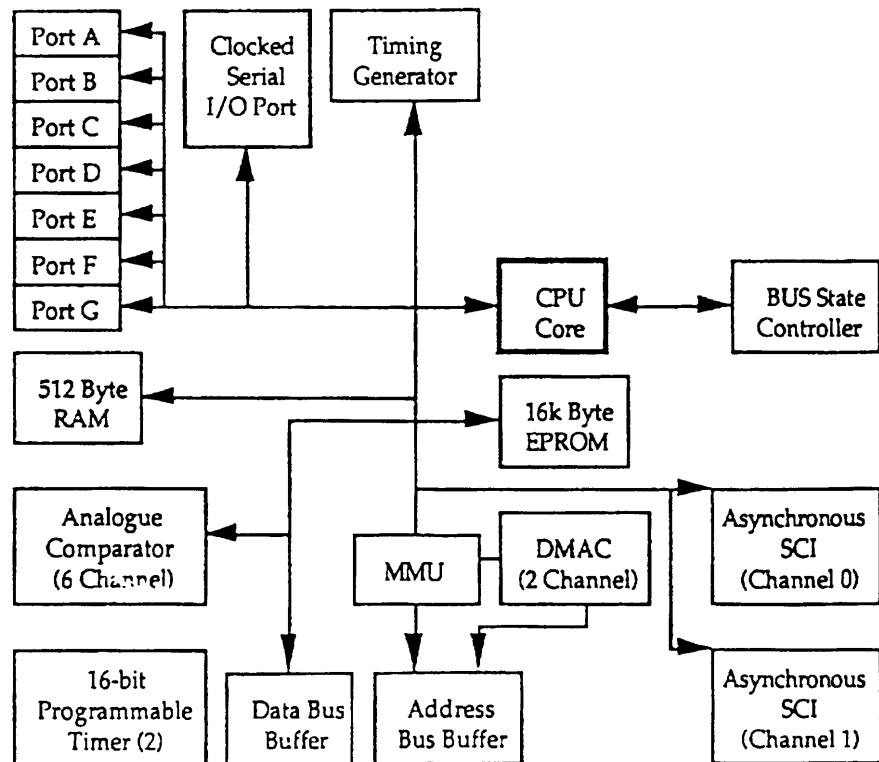 Port A
Port B
Port C
Port D
Port E
Port F
Port G
Clocked
Serial
I/O Port
Timing
Generator
CPU
Core
BUS State
Controller
512 Byte
RAM
16k Byte
EPROM
Analogue
Comparator
(6 Channel)
MMU
DMAC
(2 Channel)
Asynchronous
SCI
(Channel 0)
16-bit
Programmable
Timer (2)
Data Bus
Buffer
Address
Bus Buffer
Asynchronous
SCI
(Channel 1)